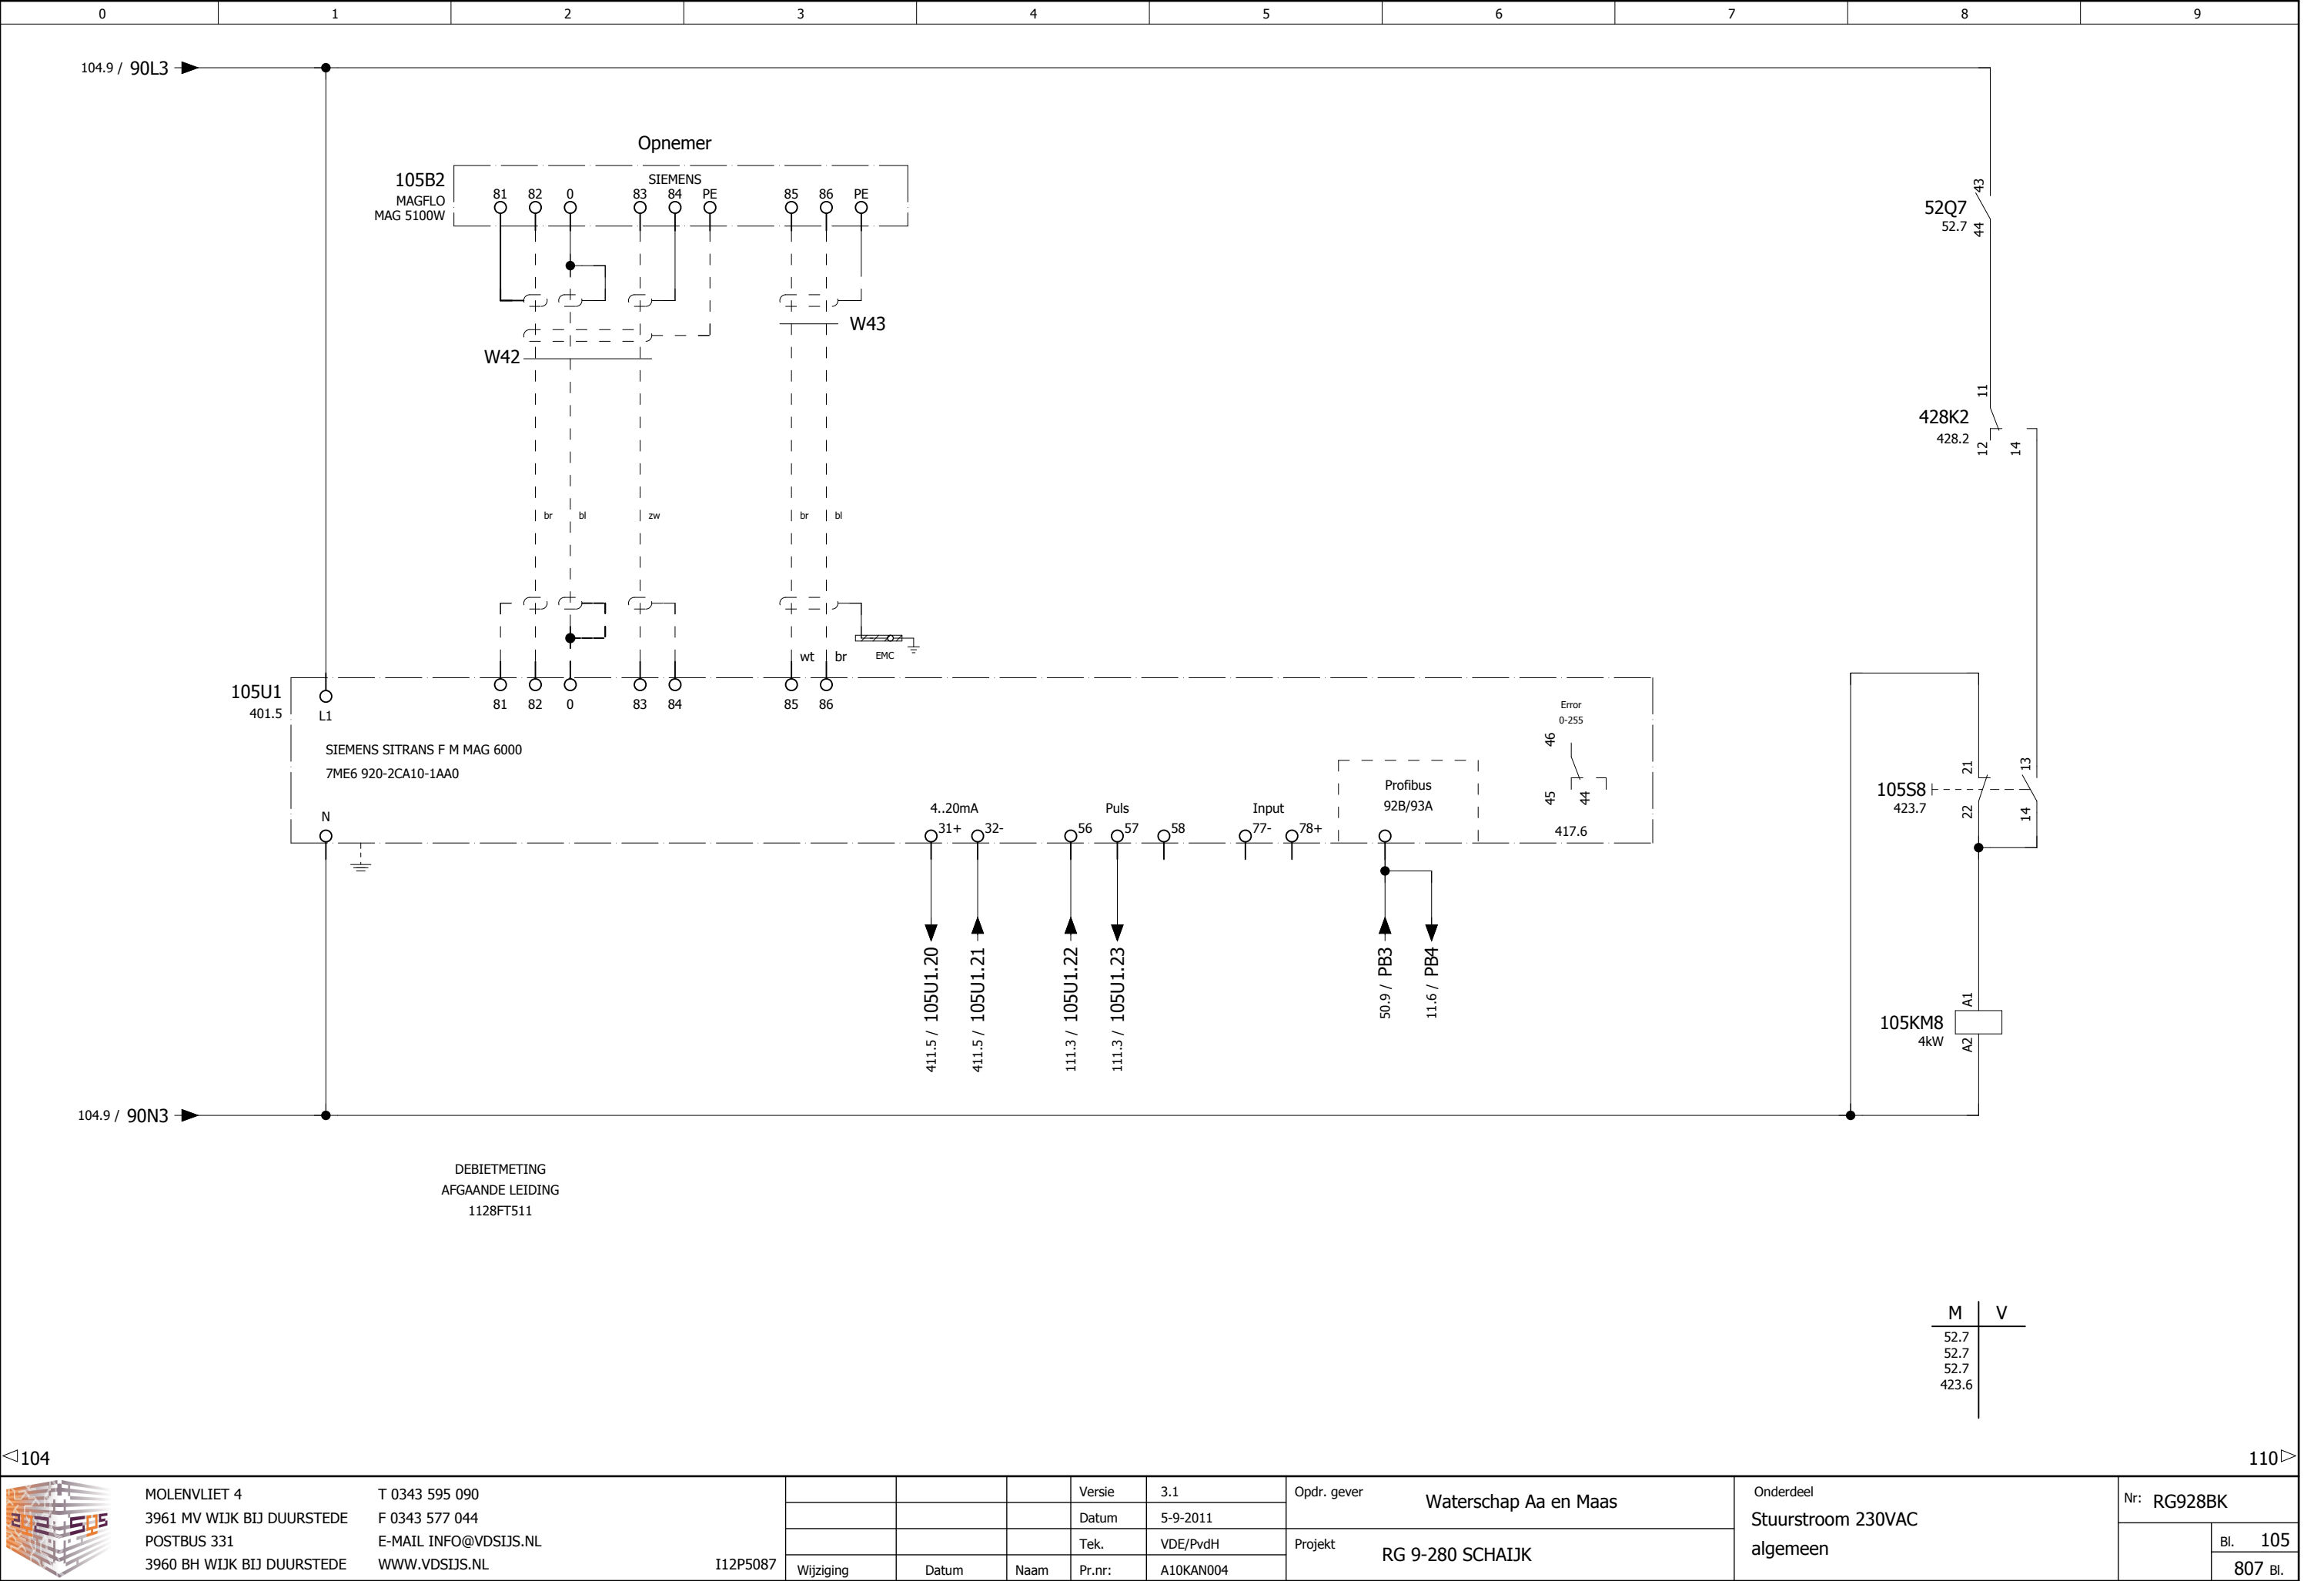 0 1 2 3 4 5 6 7 8 9
104.9 / 90L3
Opnemer
105B2
MAGFLO
MAG 5100W
SIEMENS
81 82 0 83 84 PE 85 86 PE
43
52Q7
52.7
44
W43
W42
11
428K2
428.2
12
14
br bl zw br bl
wt br
EMC
105U1
401.5
L1
81 82 0 83 84 85 86
SIEMENS SITRANS F M MAG 6000
7ME6 920-2CA10-1AA0
Error
0-255
46
45
44
417.6
Profibus
92B/93A
N
4..20mA
31+ 32-
Puls
56 57 58
Input
77- 78+
21
13
105S8
423.7
22
14
411.5 / 105U1.20
411.5 / 105U1.21
111.3 / 105U1.22
111.3 / 105U1.23
50.9 / PB3
11.6 / PB4
A1
105KM8
4kW
A2
104.9 / 90N3
DEBIETMETING
AFGAANDE LEIDING
1128FT511
M V
52.7
52.7
52.7
423.6
104
110
MOLENVLIET 4
3961 MV WIJK BIJ DUURSTEDE
POSTBUS 331
3960 BH WIJK BIJ DUURSTEDE
T 0343 595 090
F 0343 577 044
E-MAIL INFO@VDSIJS.NL
WWW.VDSIJS.NL
I12P5087
Wijziging Datum Naam
Versie 3.1
Datum 5-9-2011
Tek. VDE/PvdH
Pr.nr: A10KAN004
Opdr. gever Waterschap Aa en Maas
Projekt RG 9-280 SCHAIJK
Onderdeel
Stuurstroom 230VAC
algemeen
Nr: RG928BK
Bl. 105
807 Bl.